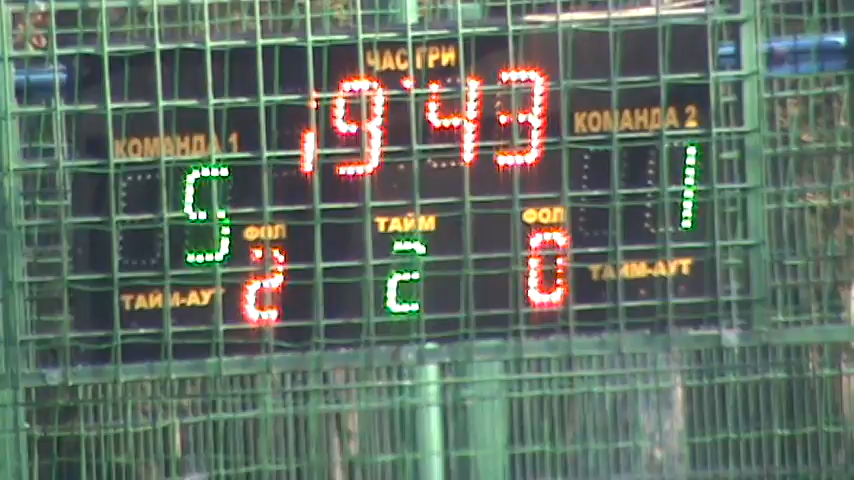 ЧАС ГРИ
19:43
КОМАНДА 1
КОМАНДА 2
5
1
ФОЛ
ТАЙМ
ФОЛ
2
2
0
ТАЙМ-АУТ
ТАЙМ-АУТ